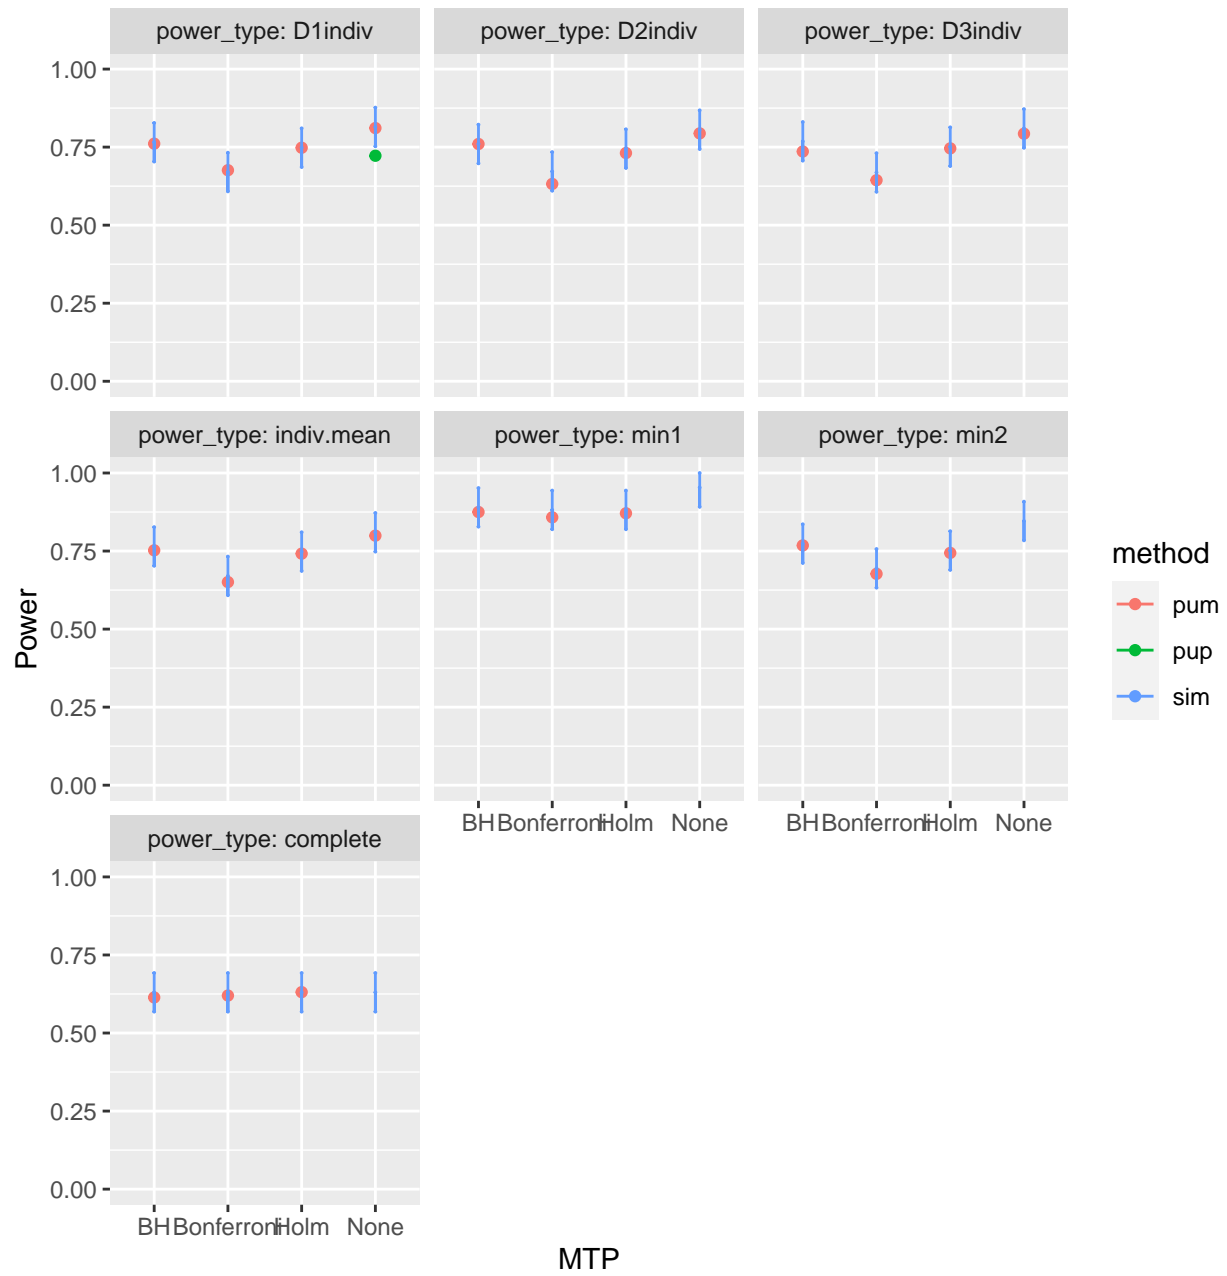 power_type: D1indiv
power_type: D2indiv
power_type: D3indiv
1.00
0.75
0.50
0.25
0.00
power_type: indiv.mean
power_type: min1
power_type: min2
1.00
0.75
0.50
0.25
0.00
BH Bonferroni Holm None
BH Bonferroni Holm None
power_type: complete
1.00
0.75
0.50
0.25
0.00
BH Bonferroni Holm None
MTP
Power
method
pum
pup
sim